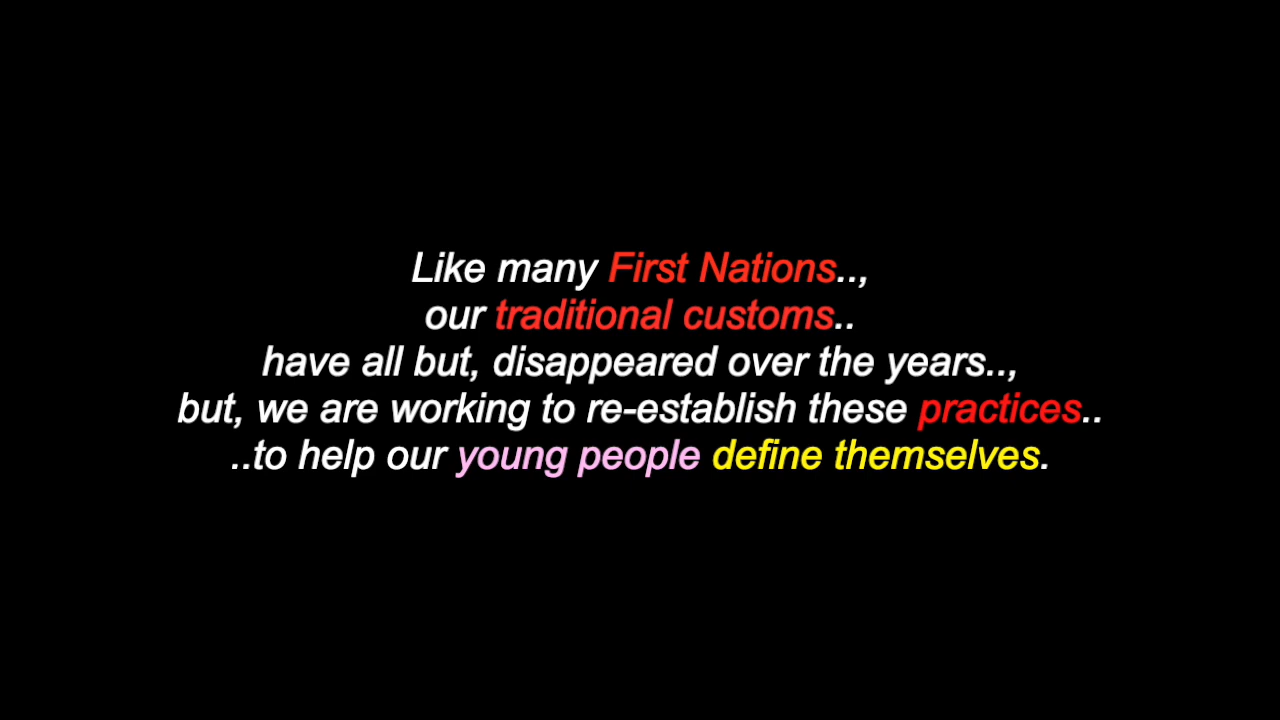 Like many First Nations..,
our traditional customs..
have all but, disappeared over the years..,
but, we are working to re-establish these practices..
..to help our young people define themselves.